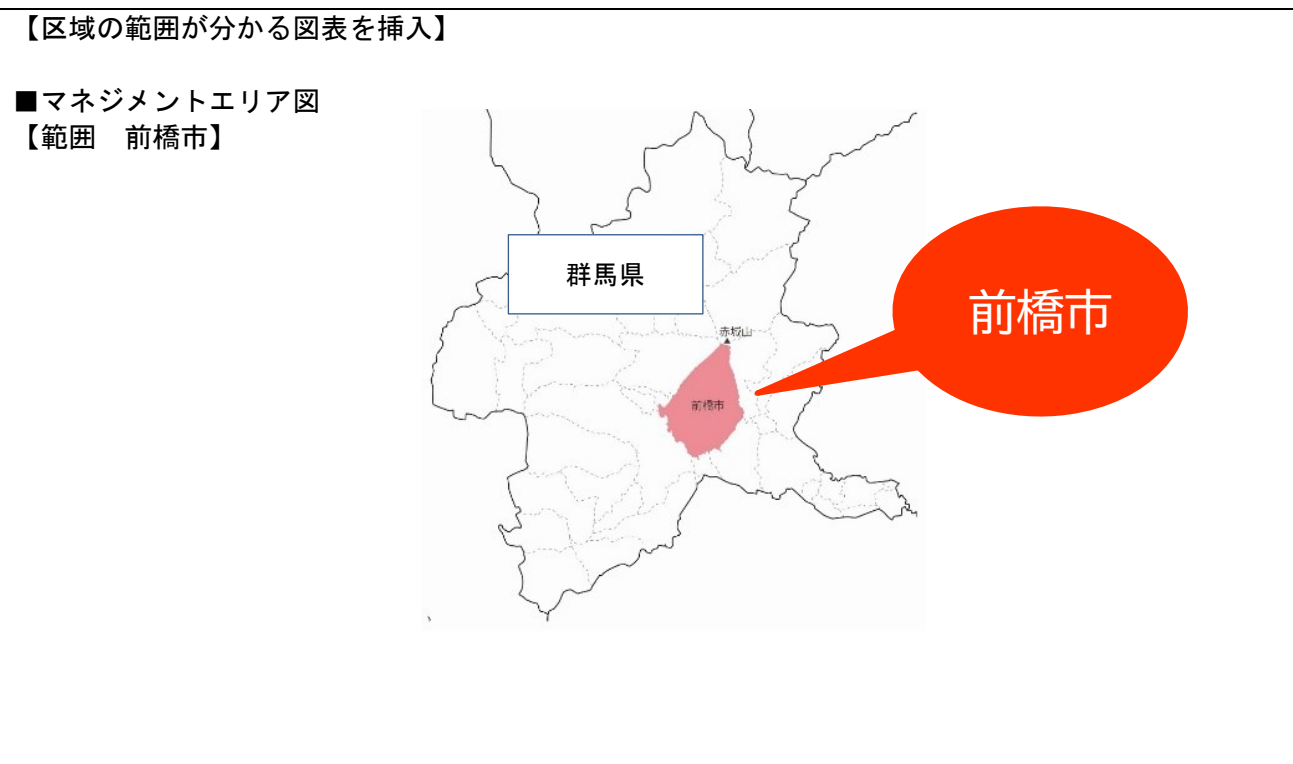 【区域の範囲が分かる図表を挿入】
■マネジメントエリア図
【範囲　前橋市】
群馬県
前橋市
赤城山
前橋市